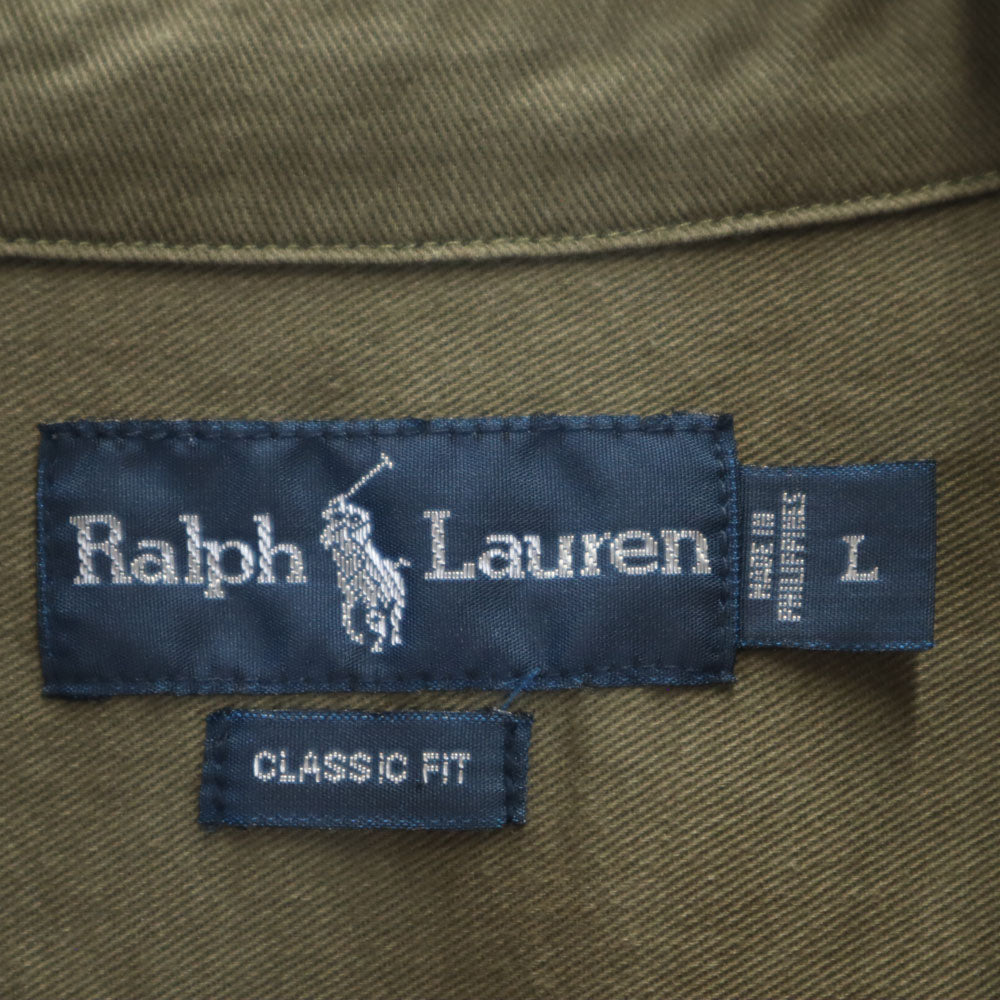 Ralph Lauren
MADE IN
PHILIPPINES
L
CLASSIC FIT